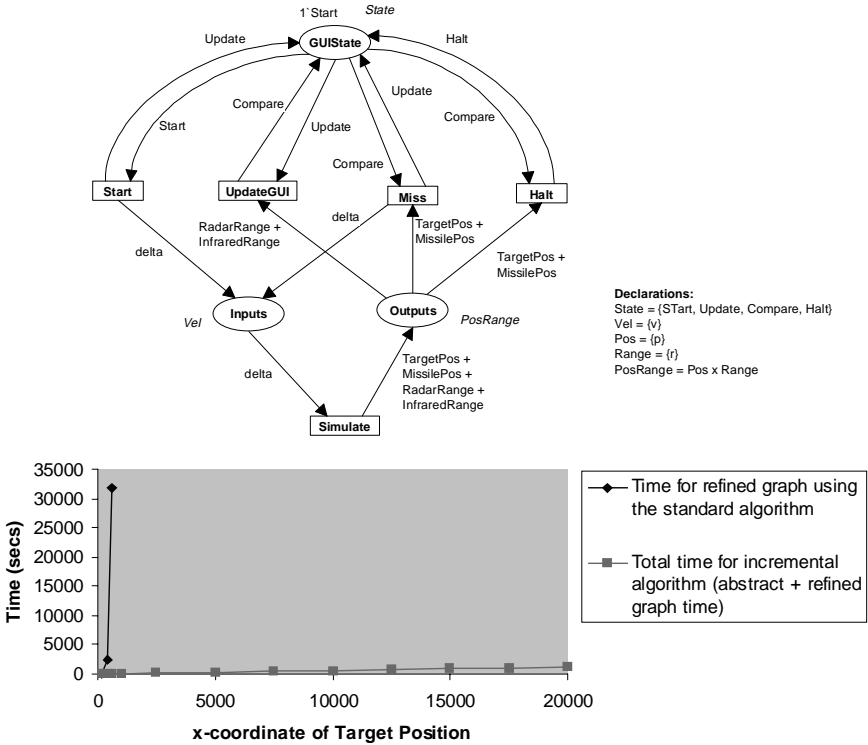 1`Start
State
Update
GUIState
Halt
Compare
Update
Start
Update
Compare
Compare
Start
UpdateGUI
Miss
Halt
RadarRange +
InfraredRange
delta
TargetPos +
MissilePos
delta
TargetPos +
MissilePos
Inputs
Outputs
Vel
PosRange
Declarations:
State = {STart, Update, Compare, Halt}
Vel = {v}
Pos = {p}
Range = {r}
PosRange = Pos x Range
delta
TargetPos +
MissilePos +
RadarRange +
InfraredRange
Simulate
35000
30000
25000
20000
15000
10000
5000
0
Time (secs)
0
5000
10000
15000
20000
x-coordinate of Target Position
Time for refined graph using
the standard algorithm
Total time for incremental
algorithm (abstract + refined
graph time)